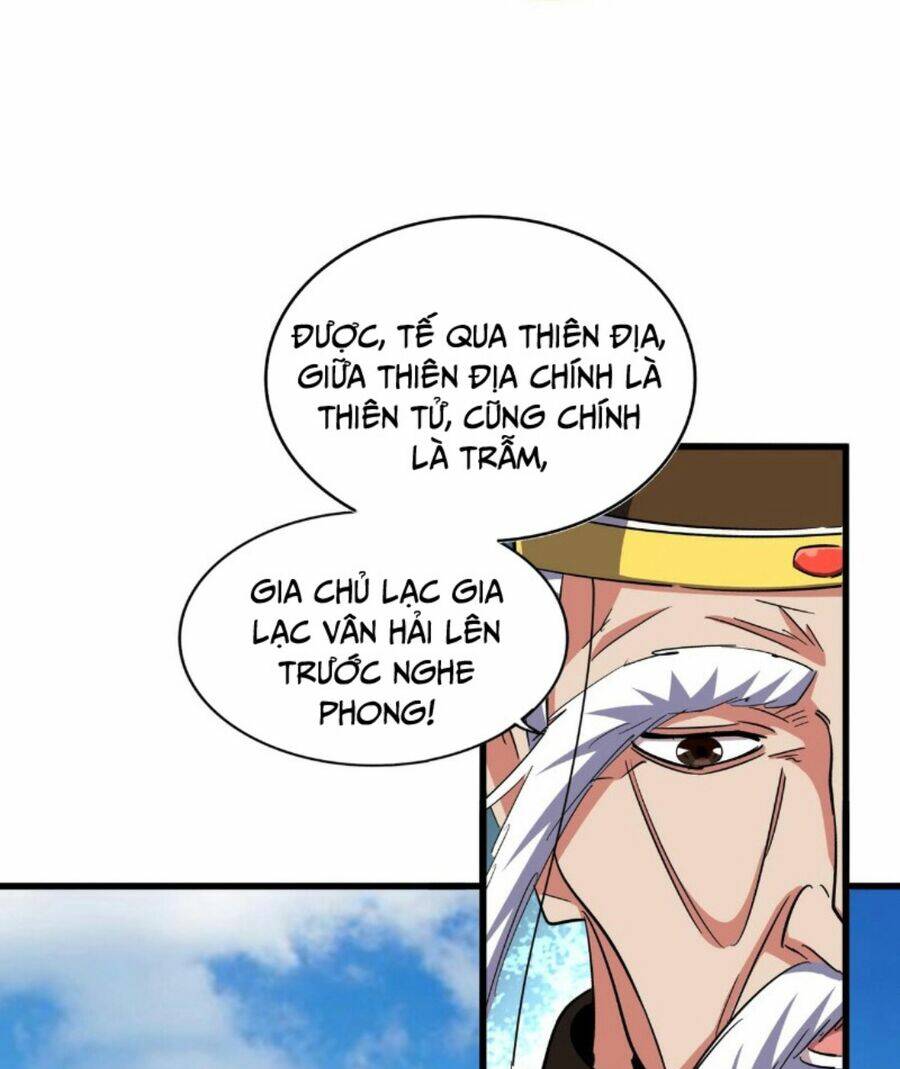 ĐƯỢC, TẾ QUA THIÊN ĐỊA,
GIỮA THIÊN ĐỊA CHÍNH LÀ
THIÊN TỬ, CŨNG CHÍNH
LÀ TRẪM,
GIA CHỦ LẠC GIA
LẠC VÂN HẢI LÊN
TRƯỚC NGHE
PHONG!